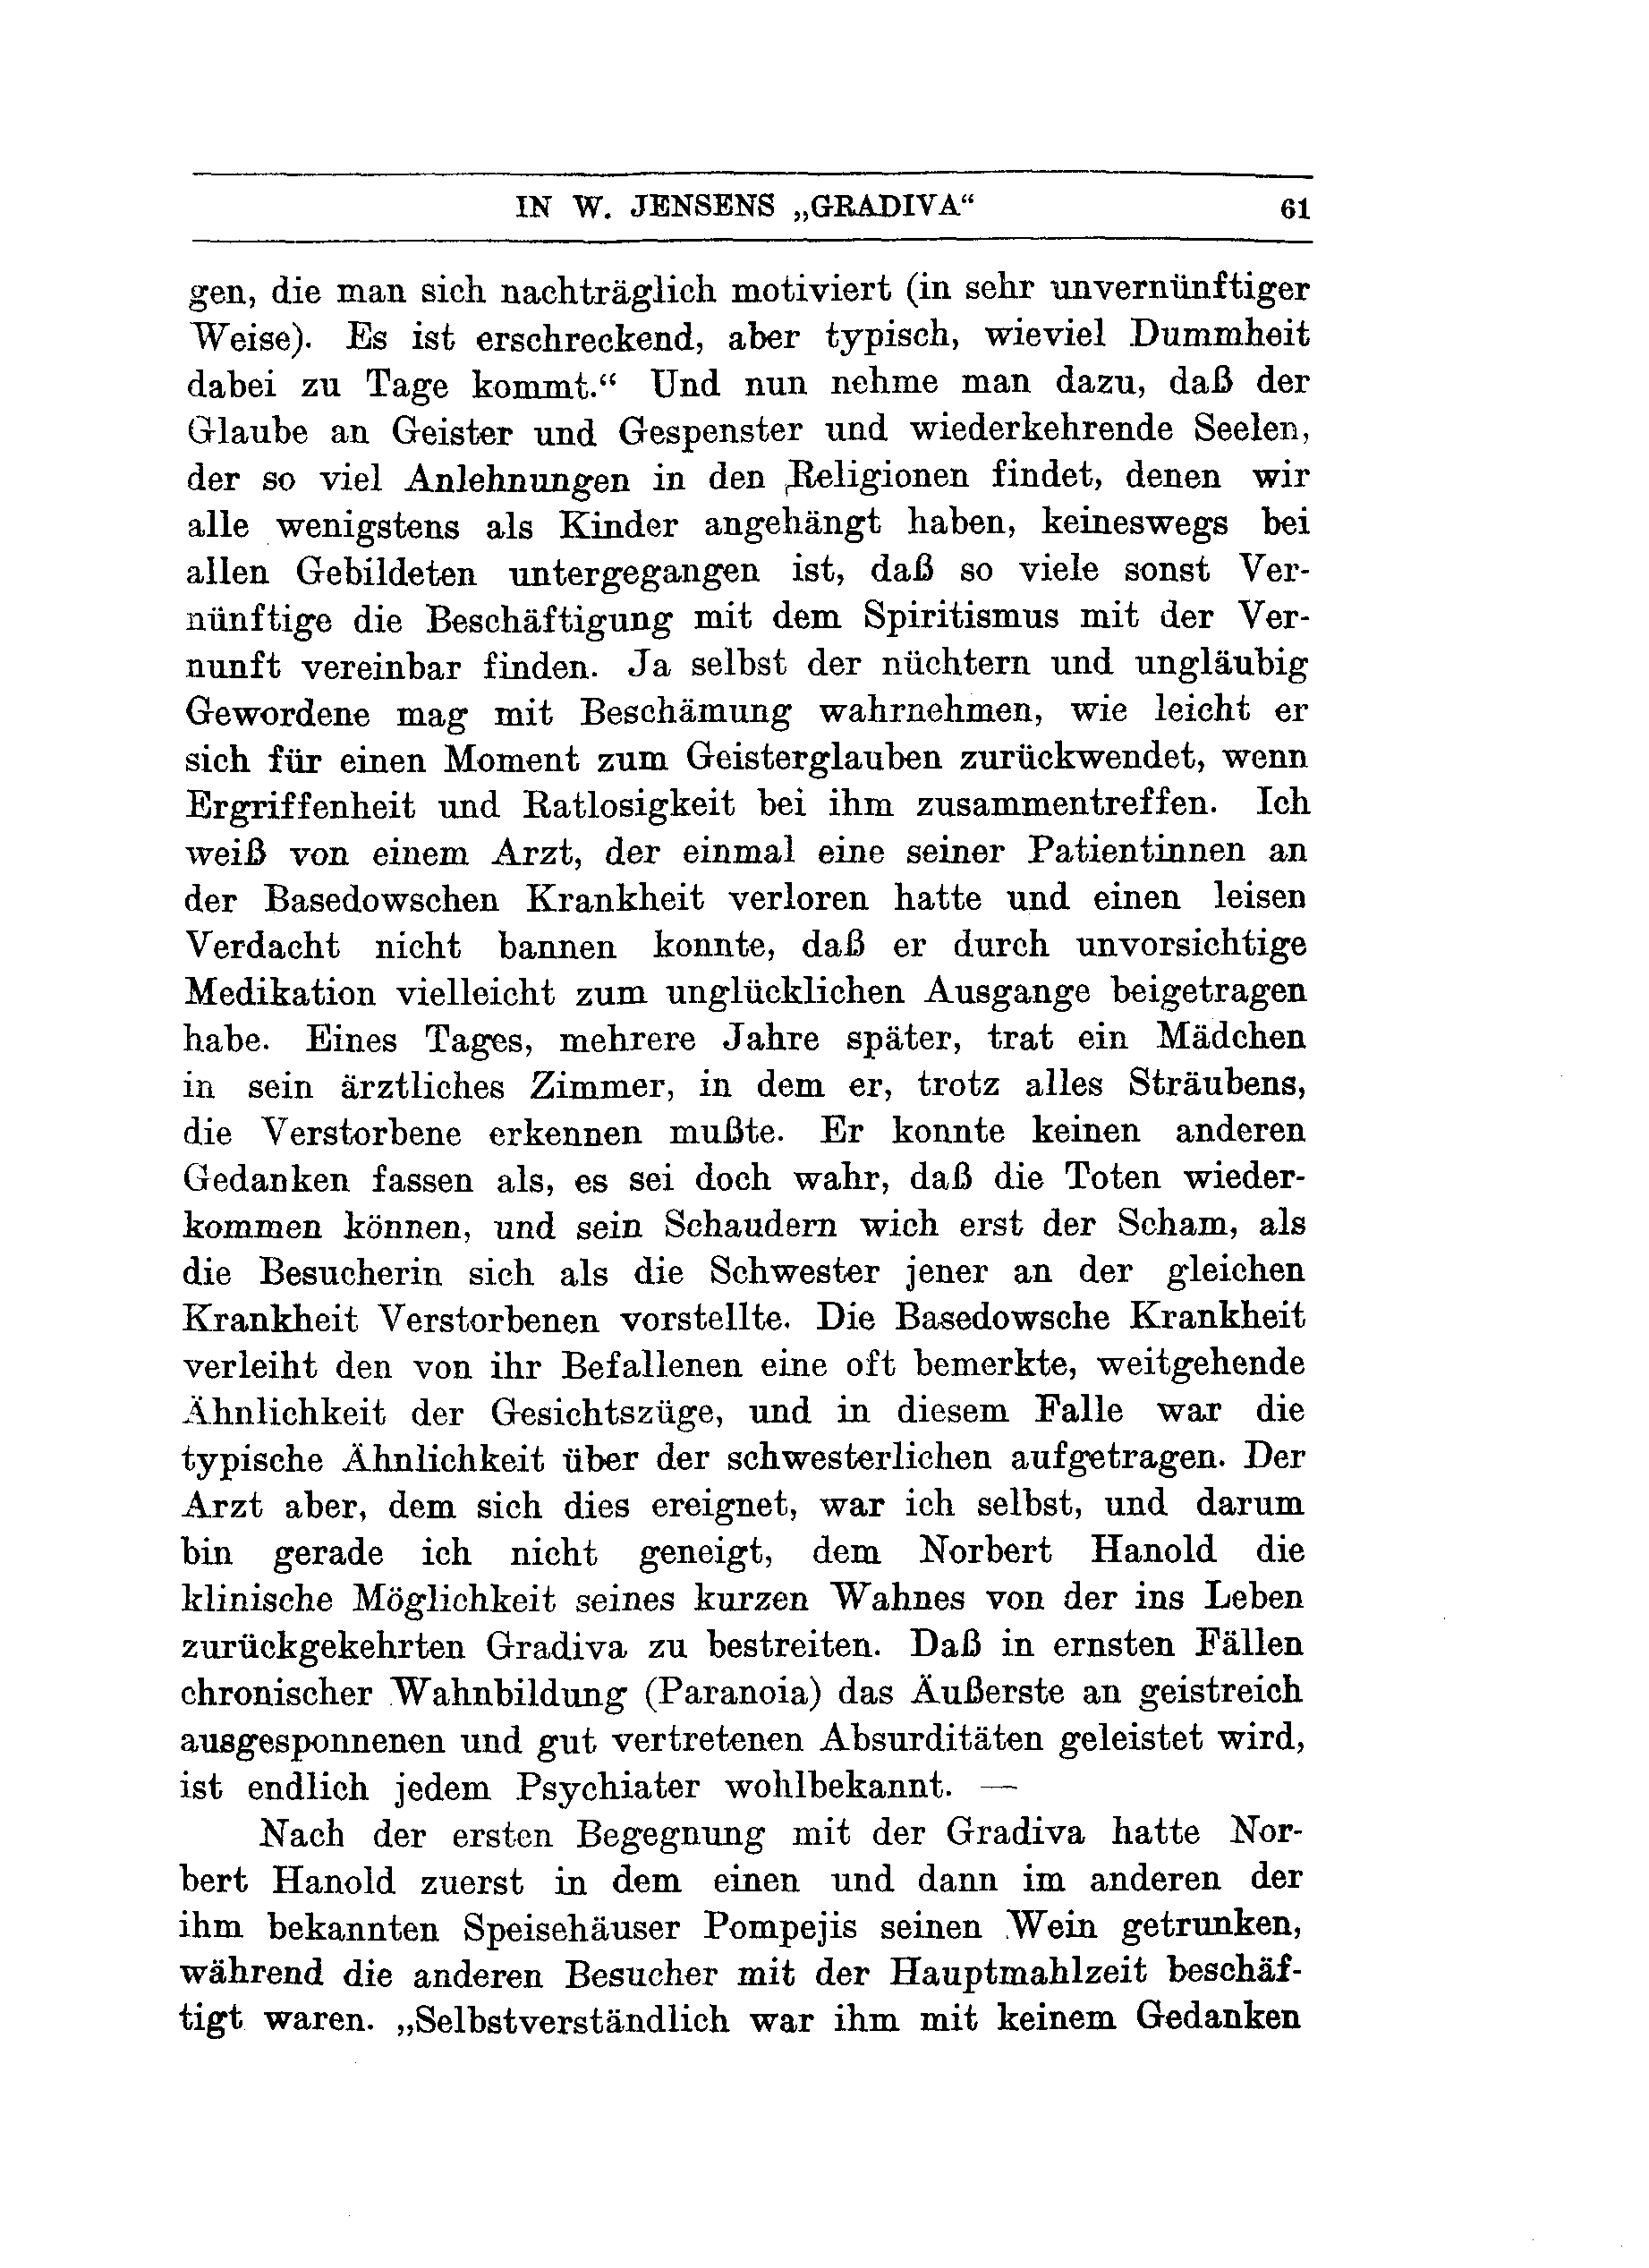 IN W. JENSENS „GRADIVA“ 61
gen, die man sich nachträglich motiviert (in sehr unvernünftiger
Weise). Es ist erschreckend, aber typisch, wieviel Dummheit
dabei zu Tage kommt.“ Und nun nehme man dazu, daß der
Glaube an Geister und Gespenster und wiederkehrende Seelen,
der so viel Anlehnungen in den Religionen findet, denen wir
alle wenigstens als Kinder angehängt haben, keineswegs bei
allen Gebildeten untergegangen ist, daß so viele sonst Ver-
nünftige die Beschäftigung mit dem Spiritismus mit der Ver-
nunft vereinbar finden. Ja selbst der nüchtern und ungläubig
Gewordene mag mit Beschämung wahrnehmen, wie leicht er
sich für einen Moment zum Geisterglauben zurückwendet, wenn
Ergriffenheit und Ratlosigkeit bei ihm zusammentreffen. Ich
weiß von einem Arzt, der einmal eine seiner Patientinnen an
der Basedowschen Krankheit verloren hatte und einen leisen
Verdacht nicht bannen konnte, daß er durch unvorsichtige
Medikation vielleicht zum unglücklichen Ausgange beigetragen
habe. Eines Tages, mehrere Jahre später, trat ein Mädchen
in sein ärztliches Zimmer, in dem er, trotz alles Sträubens,
die Verstorbene erkennen mußte. Er konnte keinen anderen
Gedanken fassen als, es sei doch wahr, daß die Toten wieder-
kommen können, und sein Schaudern wich erst der Scham, als
die Besucherin sich als die Schwester jener an der gleichen
Krankheit Verstorbenen vorstellte. Die Basedowsche Krankheit
verleiht den von ihr Befallenen eine oft bemerkte, weitgehende
Ähnlichkeit der Gesichtszüge, und in diesem Falle war die
typische Ähnlichkeit über der schwesterlichen aufgetragen. Der
Arzt aber, dem sich dies ereignet, war ich selbst, und darum
bin gerade ich nicht geneigt, dem Norbert Hanold die
klinische Möglichkeit seines kurzen Wahnes von der ins Leben
zurückgekehrten Gradiva zu bestreiten. Daß in ernsten Fällen
chronischer Wahnbildung (Paranoia) das Äußerste an geistreich
ausgesponnenen und gut vertretenen Absurditäten geleistet wird,
ist endlich jedem Psychiater wohlbekannt. —
Nach der ersten Begegnung mit der Gradiva hatte Nor-
bert Hanold zuerst in dem einen und dann im anderen der
ihm bekannten Speisehäuser Pompejis seinen Wein getrunken,
während die anderen Besucher mit der Hauptmahlzeit beschäf-
tigt waren. „Selbstverständlich war ihm mit keinem Gedanken